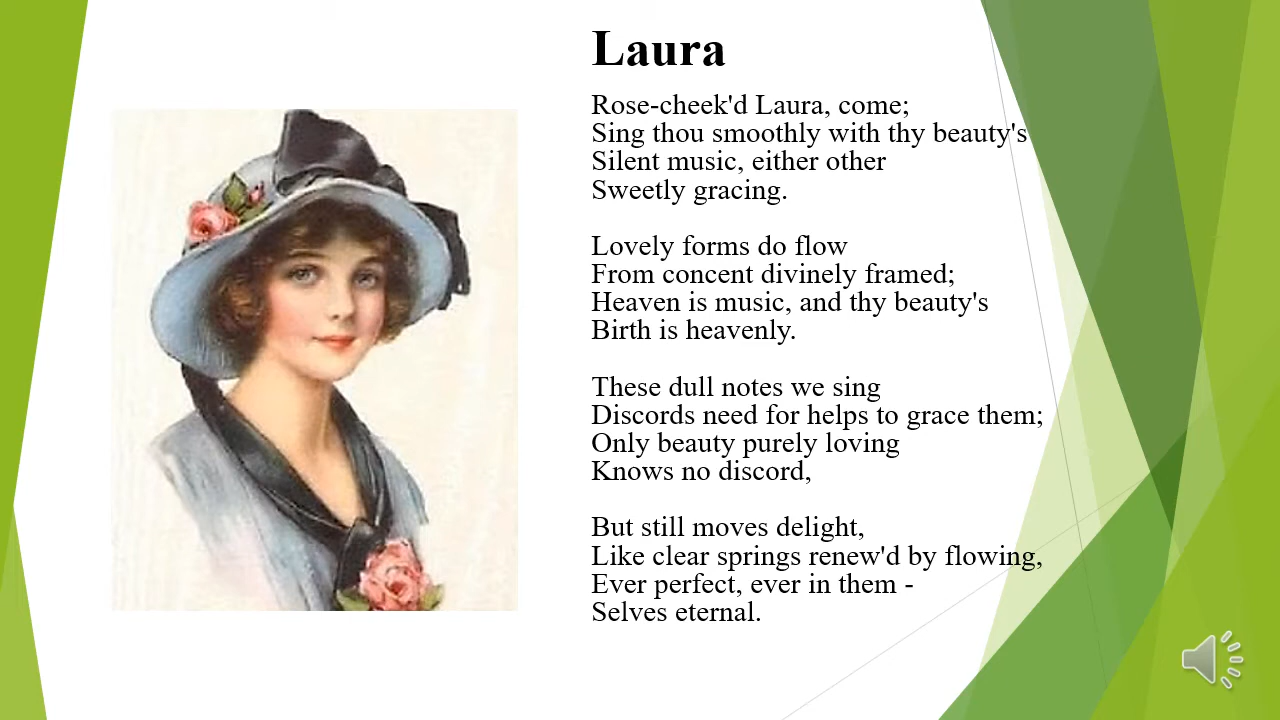 Laura
Rose-cheek'd Laura, come;
Sing thou smoothly with thy beauty's
Silent music, either other
Sweetly gracing.
Lovely forms do flow
From concent divinely framed;
Heaven is music, and thy beauty's
Birth is heavenly.
These dull notes we sing
Discords need for helps to grace them;
Only beauty purely loving
Knows no discord,
But still moves delight,
Like clear springs renew'd by flowing,
Ever perfect, ever in them -
Selves eternal.